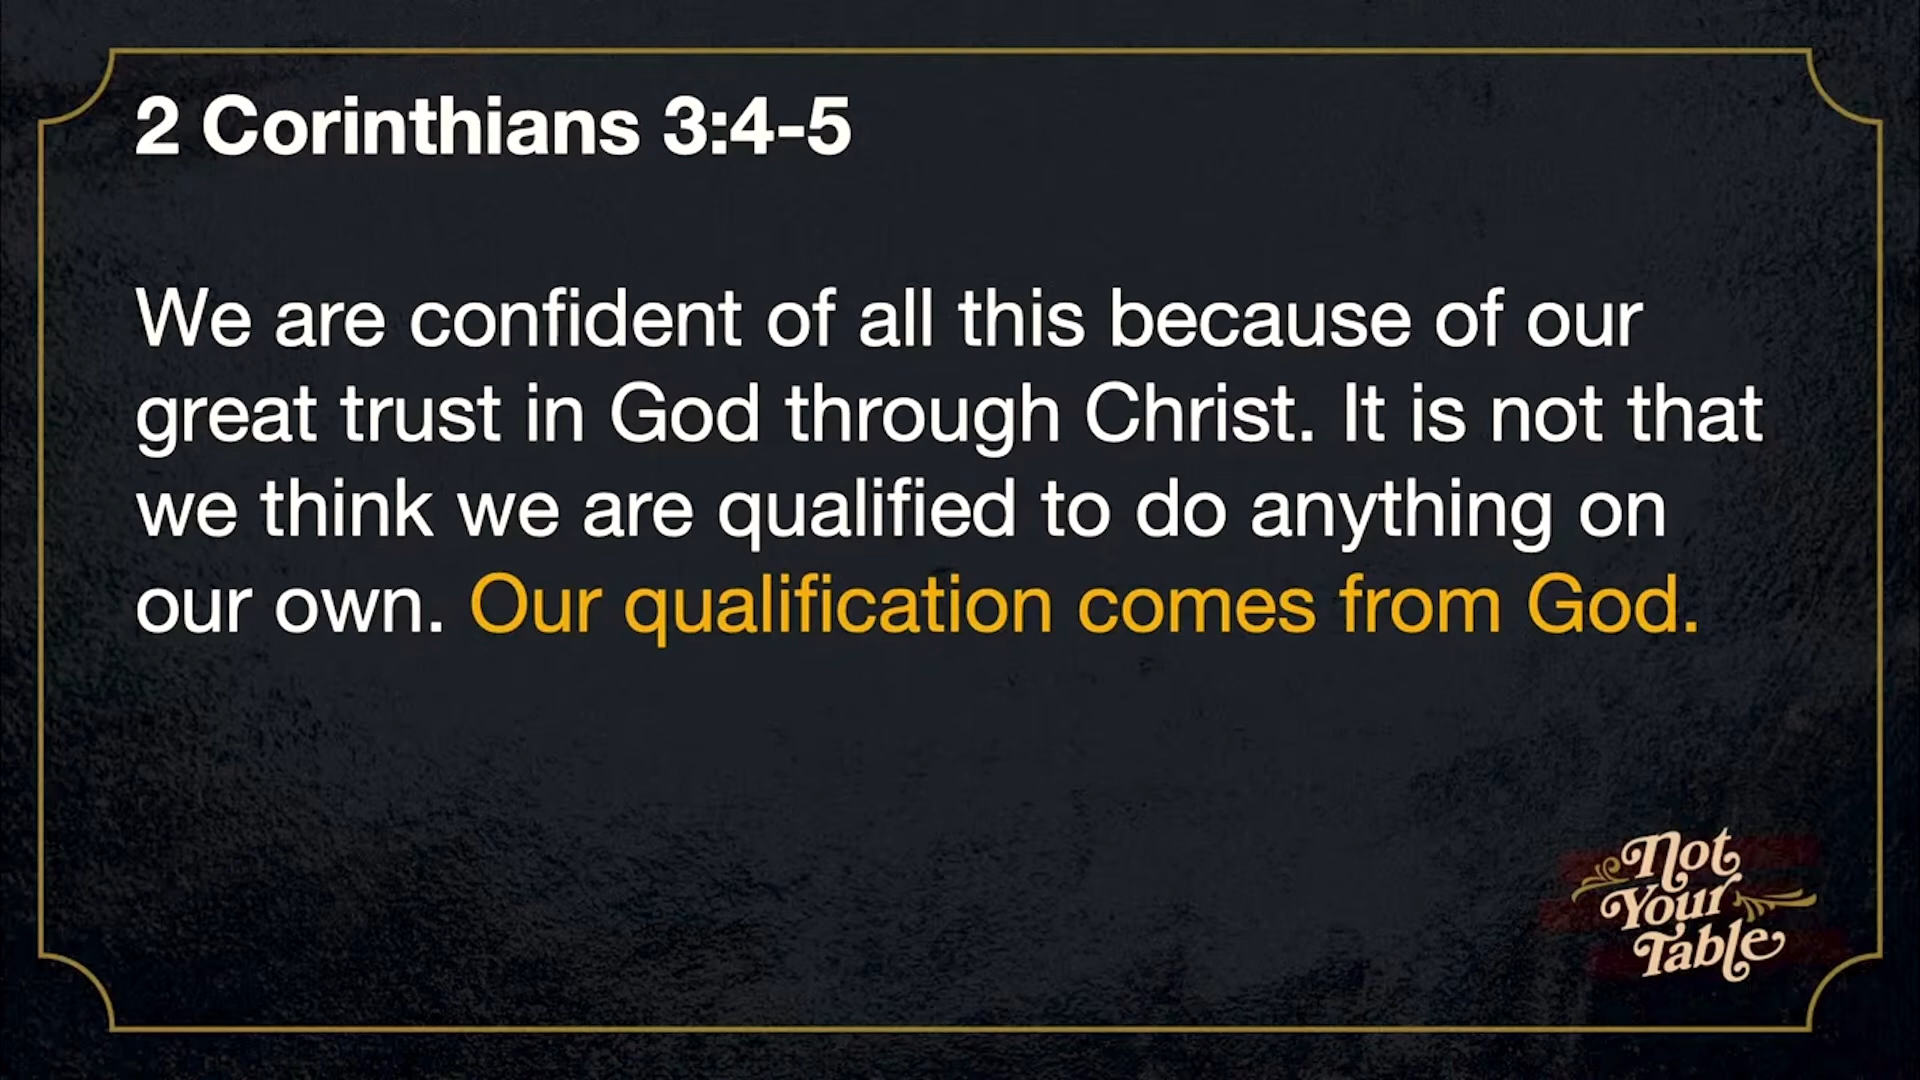 2 Corinthians 3:4-5
We are confident of all this because of our
great trust in God through Christ. It is not that
we think we are qualified to do anything on
our own. Our qualification comes from God.
Not
Your
Table